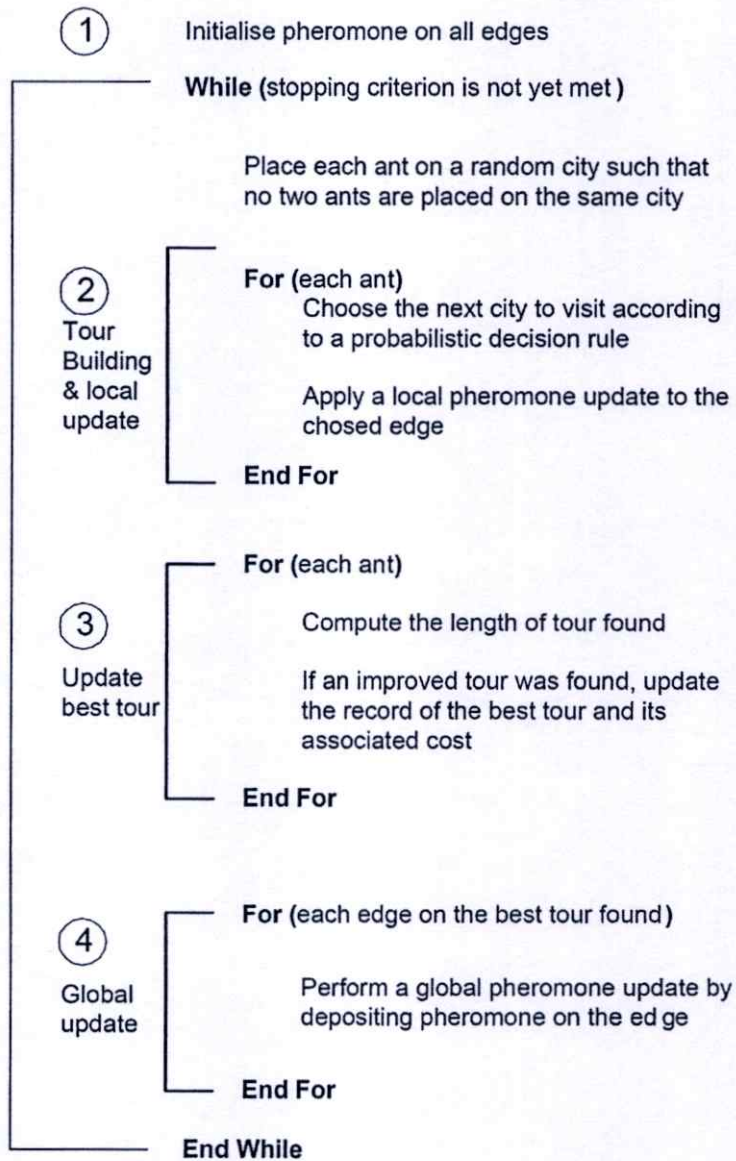 1 Initialise pheromone on all edges
While (stopping criterion is not yet met )
Place each ant on a random city such that
no two ants are placed on the same city
2
Tour
Building
& local
update
For (each ant)
Choose the next city to visit according
to a probabilistic decision rule
Apply a local pheromone update to the
chosed edge
End For
3
Update
best tour
For (each ant)
Compute the length of tour found
If an improved tour was found, update
the record of the best tour and its
associated cost
End For
4
Global
update
For (each edge on the best tour found)
Perform a global pheromone update by
depositing pheromone on the ed ge
End For
End While